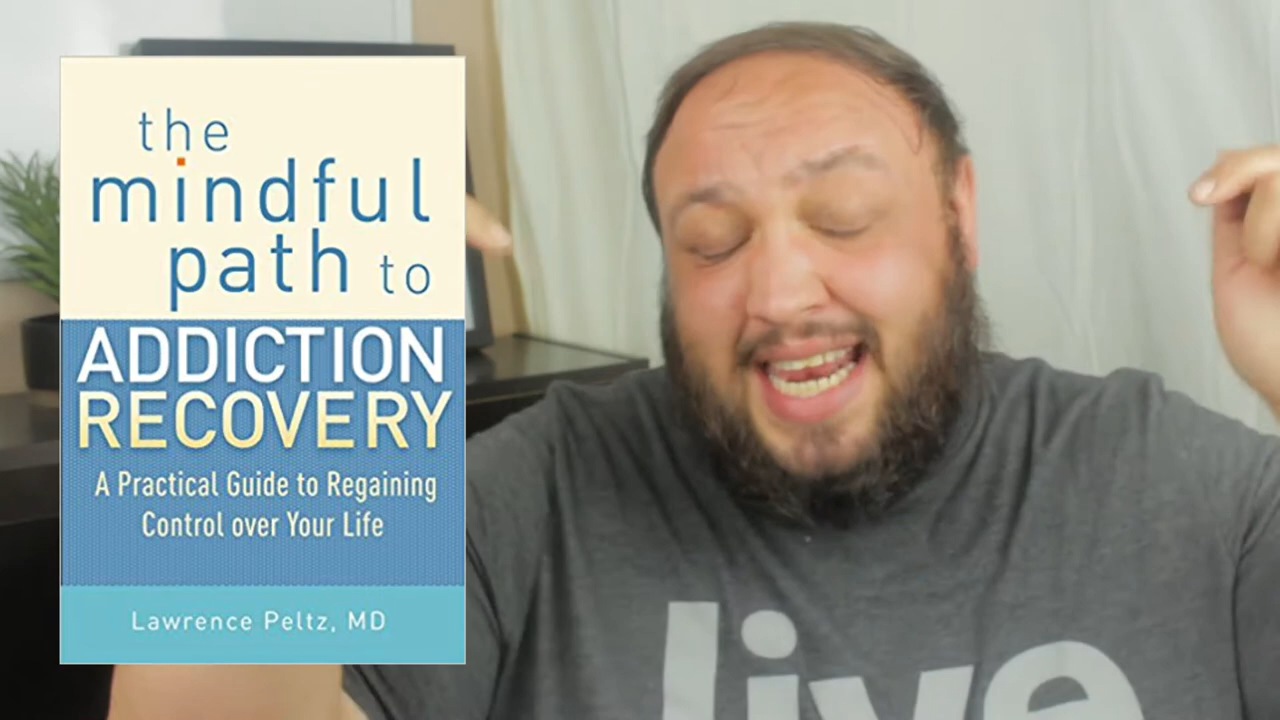 the
mindful
path to
ADDICTION
RECOVERY
A Practical Guide to Regaining
Control over Your Life
Lawrence Peltz, MD
live